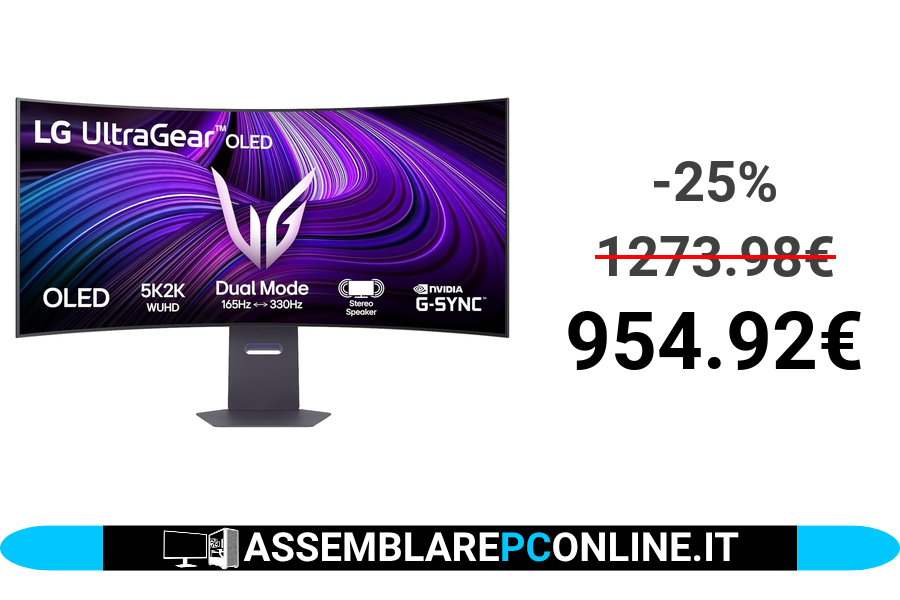 LG UltraGear™ OLED
OLED
5K2K
WUHD
Dual Mode
165Hz ↔ 330Hz
Stereo
Speaker
NVIDIA
G-SYNC™
-25%
1273.98€
954.92€
ASSEMBLAREPCONLINE.IT